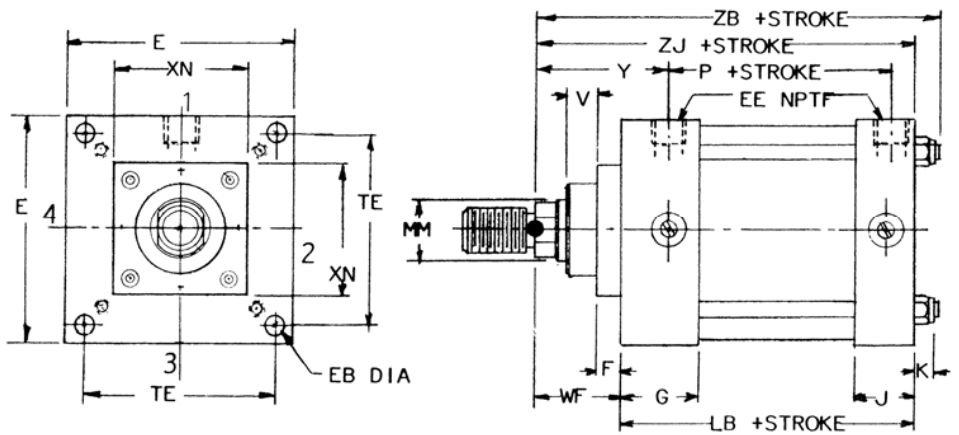 E
XN
1
E
4
TE
2
XN
3
EB DIA
TE
ZB +STROKE
ZJ +STROKE
Y
P +STROKE
V
EE NPTF
MM
F
K
WF
G
J
LB +STROKE